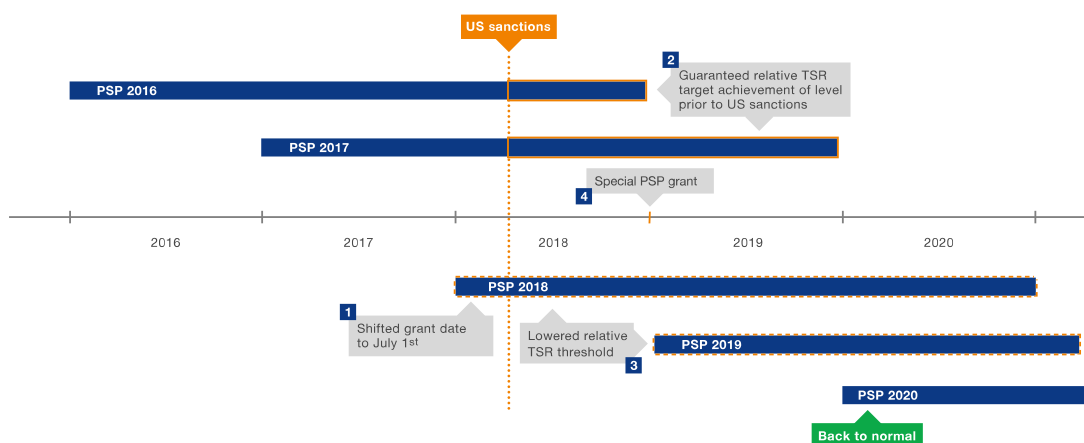 US sanctions
2
PSP 2016
Guaranteed relative TSR
target achievement of level
prior to US sanctions
PSP 2017
Special PSP grant
4
2016
2017
2018
2019
2020
PSP 2018
1
Shifted grant date
to July 1st
Lowered relative
TSR threshold
3
PSP 2019
PSP 2020
Back to normal